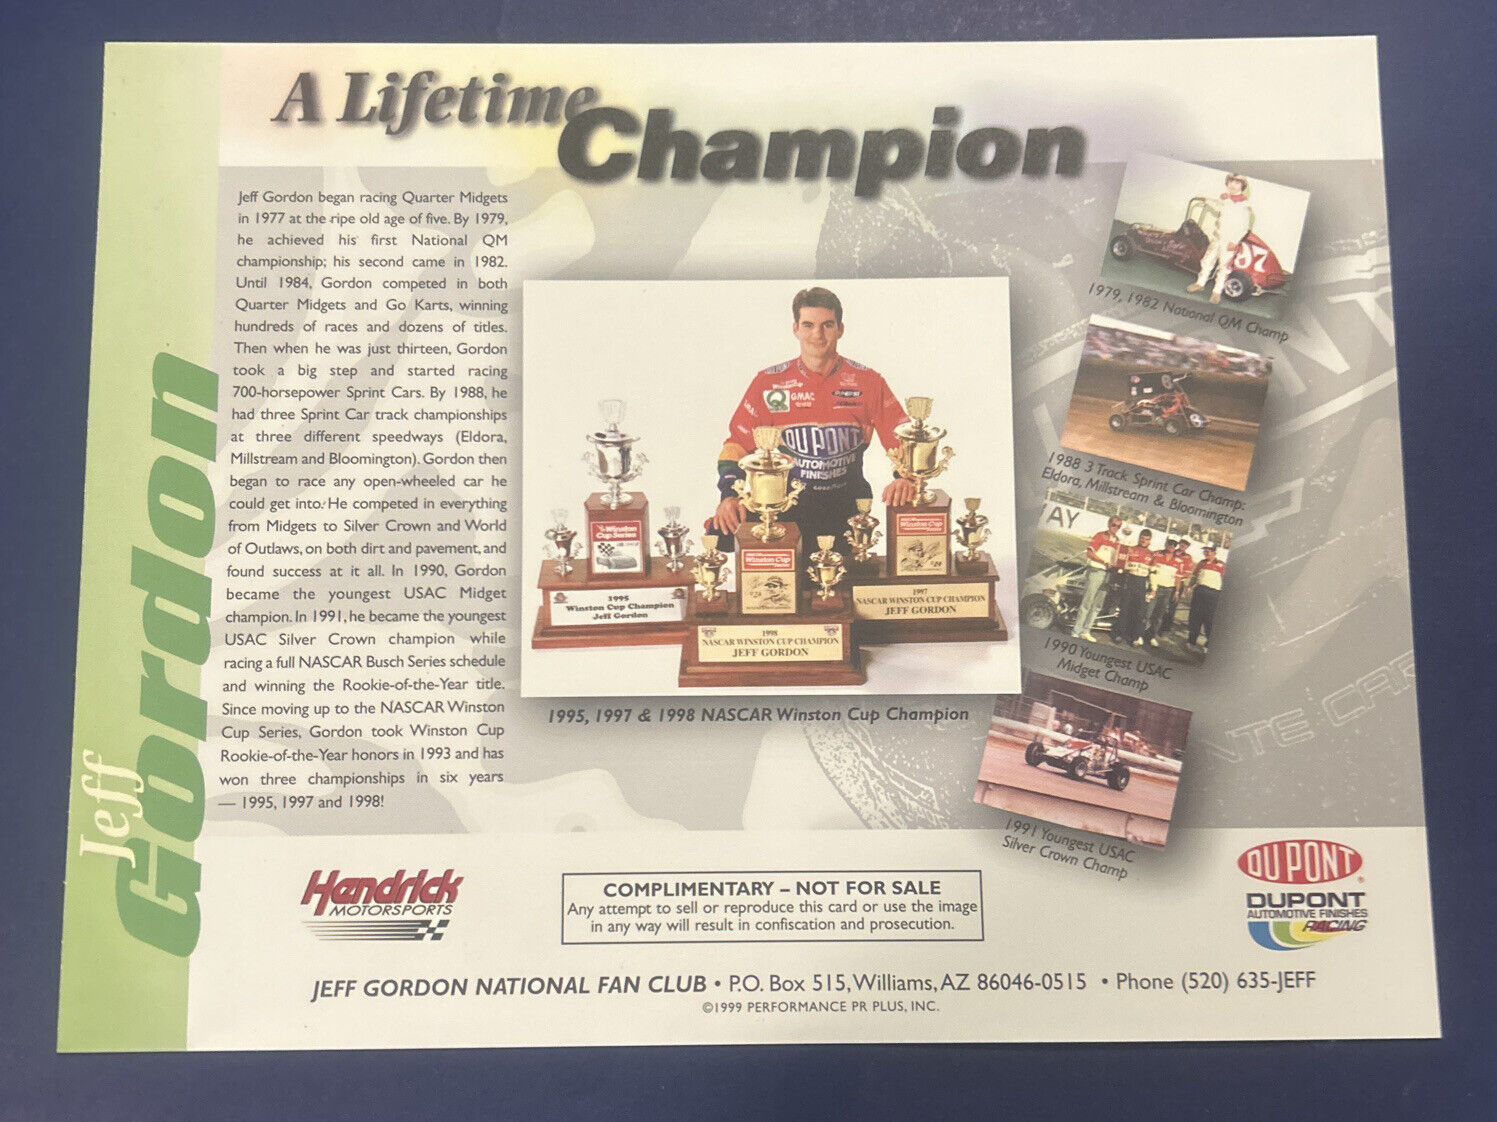 A Lifetime
Champion
Jeff Gordon began racing Quarter Midgets
in 1977 at the ripe old age of five. By 1979,
he achieved his first National QM
championship; his second came in 1982.
Until 1984, Gordon competed in both
Quarter Midgets and Go Karts, winning
hundreds of races and dozens of titles.
Then when he was just thirteen, Gordon
took a big step and started racing
700-horsepower Sprint Cars. By 1988, he
had three Sprint Car track championships
at three different speedways (Eldora,
Millstream and Bloomington). Gordon then
began to race any open-wheeled car he
could get into. He competed in everything
from Midgets to Silver Crown and World
of Outlaws, on both dirt and pavement, and
found success at it all. In 1990, Gordon
became the youngest USAC Midget
champion. In 1991, he became the youngest
USAC Silver Crown champion while
racing a full NASCAR Busch Series schedule
and winning the Rookie-of-the-Year title.
Since moving up to the NASCAR Winston
Cup Series, Gordon took Winston Cup
Rookie-of-the-Year honors in 1993 and has
won three championships in six years
— 1995, 1997 and 1998!
Jeff
Gordon
Q
GMAC
PEPSI
DUPONT
AUTOMOTIVE
FINISHES
Winston
Cup Series
1995
Winston Cup Champion
Jeff Gordon
Winston Cup
1998
NASCAR WINSTON CUP CHAMPION
JEFF GORDON
Winston Cup
1997
NASCAR WINSTON CUP CHAMPION
JEFF GORDON
1995, 1997 & 1998 NASCAR Winston Cup Champion
97
1979, 1982 National QM Champ
1988 3 Track Sprint Car Champ:
Eldora, Millstream & Bloomington
AY
1990 Youngest USAC
Midget Champ
1991 Youngest USAC
Silver Crown Champ
Hendrick
MOTORSPORTS
COMPLIMENTARY – NOT FOR SALE
Any attempt to sell or reproduce this card or use the image
in any way will result in confiscation and prosecution.
DUPONT
DUPONT
AUTOMOTIVE FINISHES
RACING
JEFF GORDON NATIONAL FAN CLUB • P.O. Box 515, Williams, AZ 86046-0515 • Phone (520) 635-JEFF
©1999 PERFORMANCE PR PLUS, INC.